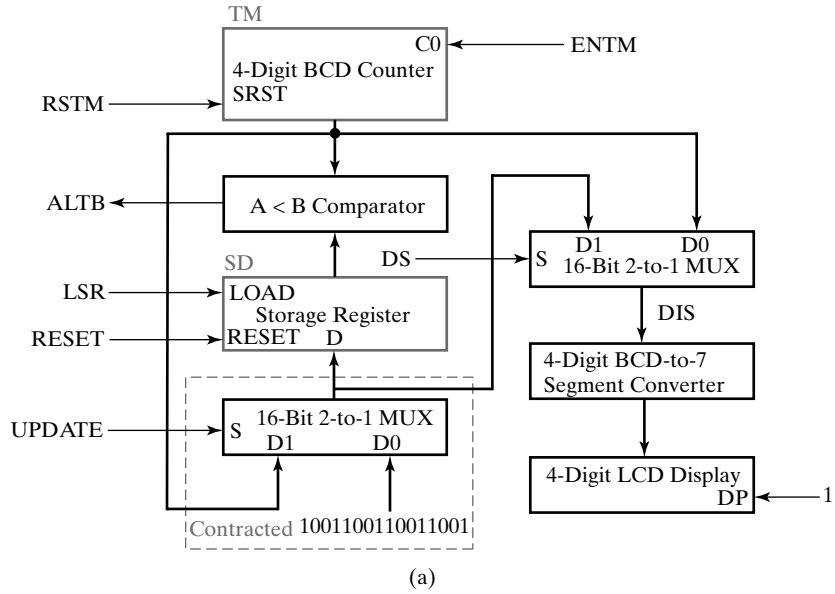 TM
C0
ENTM
4-Digit BCD Counter
RSTM
SRST
ALTB
A < B Comparator
D1
D0
DS
S
16-Bit 2-to-1 MUX
SD
LSR
LOAD
Storage Register
RESET
RESET
D
DIS
4-Digit BCD-to-7
Segment Converter
UPDATE
S
16-Bit 2-to-1 MUX
D1
D0
4-Digit LCD Display
DP
1
Contracted
1001100110011001
(a)